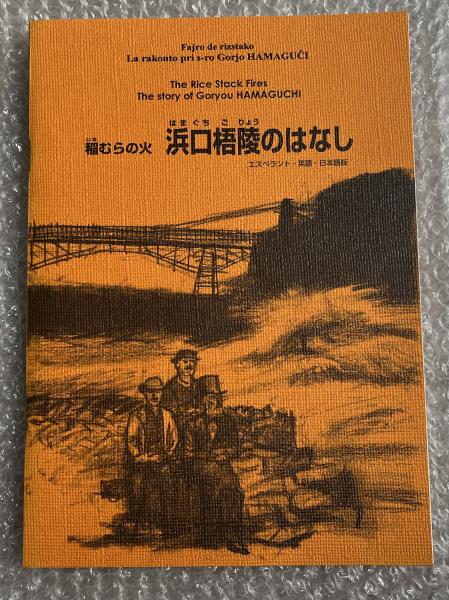 Fajro de rizstako
La rakonto pri s-ro Gorjo HAMAGUĈI
The Rice Stack Fires
The story of Goryou HAMAGUCHI
いな はまぐち ご りょう
稲むらの火 浜口梧陵のはなし
エスペラント・英語・日本語版